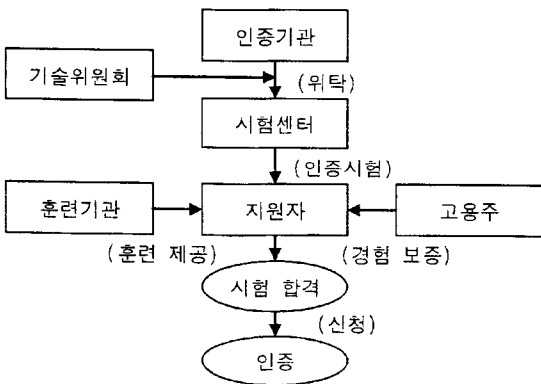 인증기관
기술위원회
(위탁)
시험센터
(인증시험)
훈련기관
지원자
고용주
(훈련 제공)
(경험 보증)
시험 합격
(신청)
인증